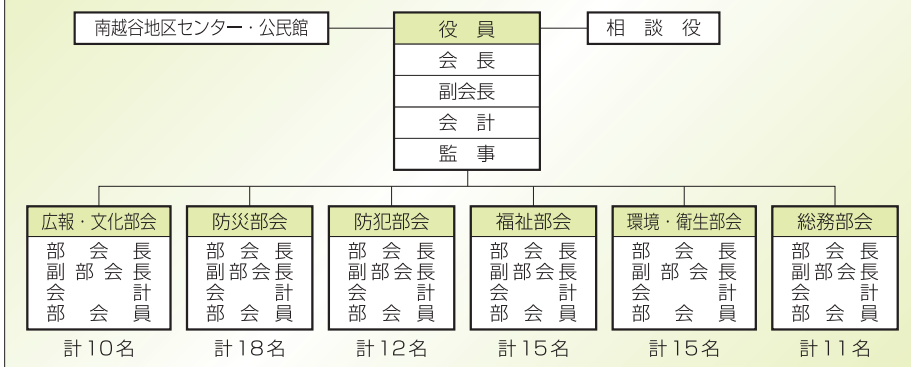 南越谷地区センター・公民館
役 員
会 長
副会長
会 計
監 事
相 談 役
広報・文化部会
部 会 長
副部会長
会 計
部 会 員
計10名
防災部会
部 会 長
副部会長
会 計
部 会 員
計18名
防犯部会
部 会 長
副部会長
会 計
部 会 員
計12名
福祉部会
部 会 長
副部会長
会 計
部 会 員
計15名
環境・衛生部会
部 会 長
副部会長
会 計
部 会 員
計15名
総務部会
部 会 長
副部会長
会 計
部 会 員
計11名